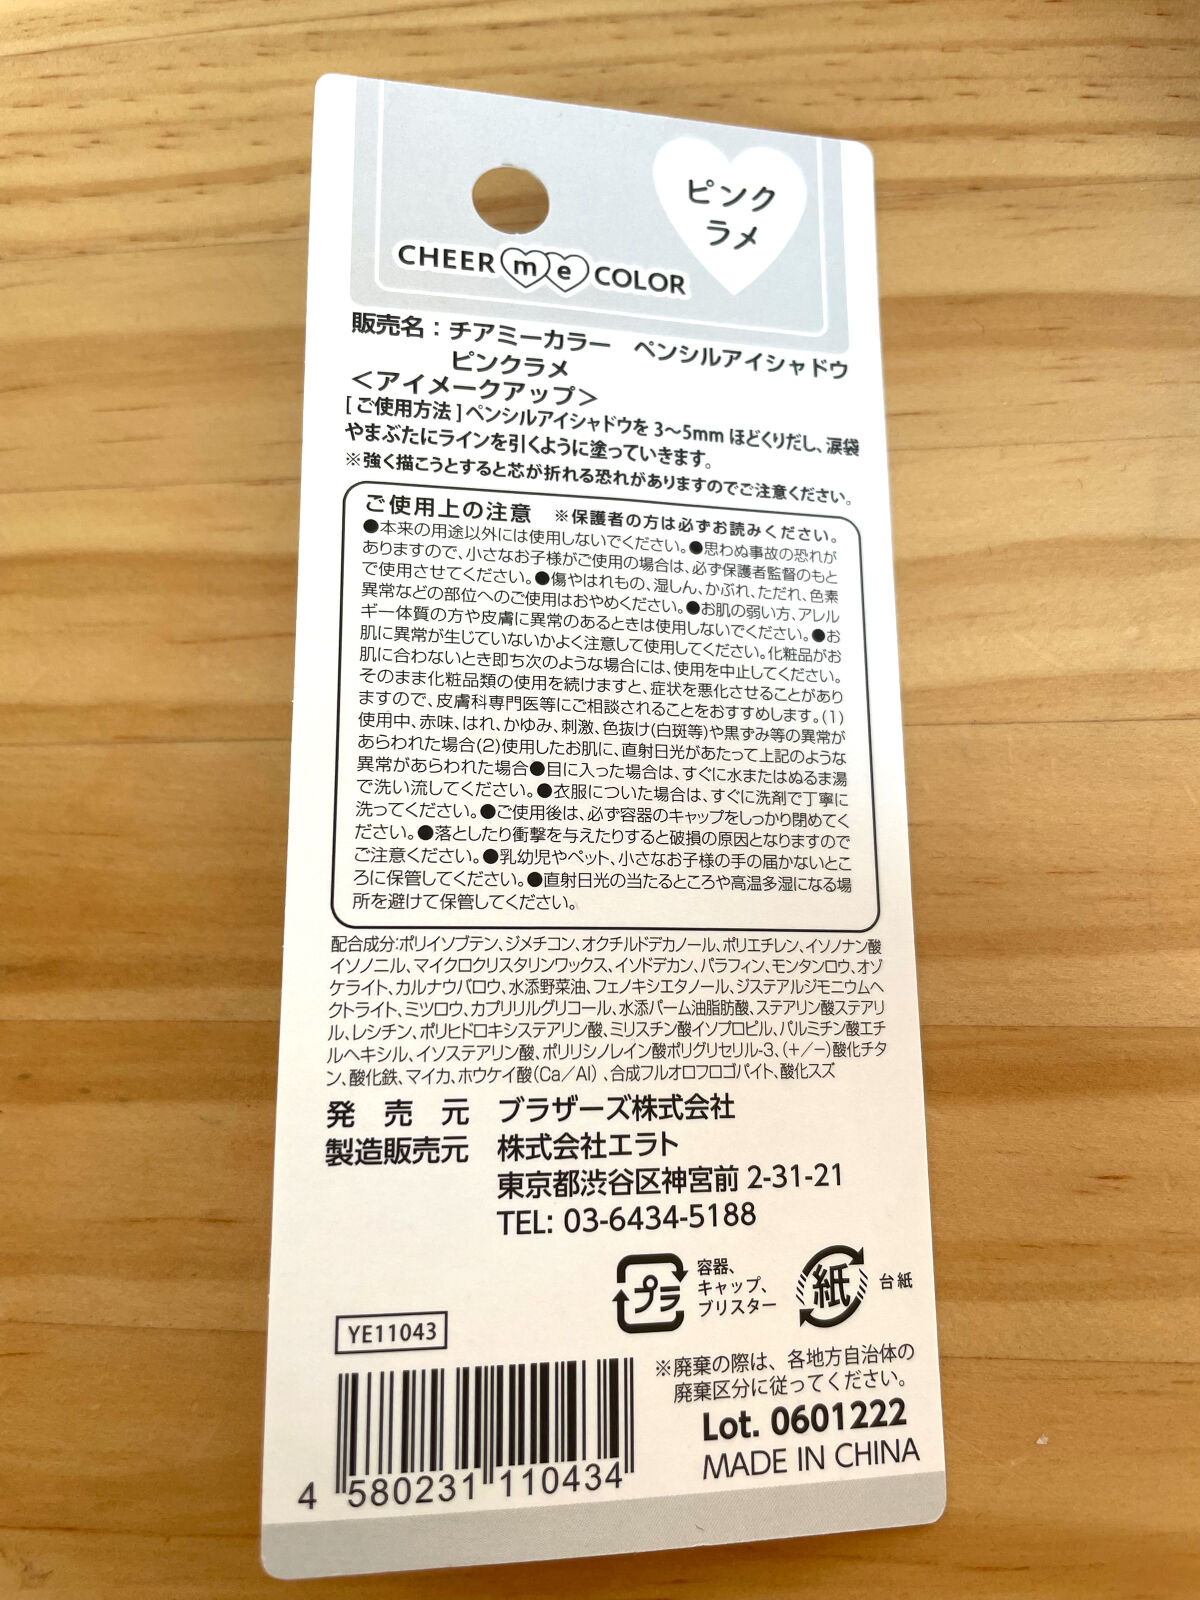 ピンク
ラメ
CHEER me COLOR
販売名：チアミーカラー　ペンシルアイシャドウ
ピンクラメ
＜アイメークアップ＞
[ご使用方法]ペンシルアイシャドウを3〜5mmほどくりだし、涙袋
やまぶたにラインを引くように塗っていきます。
※強く描こうとすると芯が折れる恐れがありますのでご注意ください。
ご使用上の注意　※保護者の方は必ずお読みください。
●本来の用途以外には使用しないでください。●思わぬ事故の恐れが
ありますので、小さなお子様がご使用の場合は、必ず保護者監督のもと
で使用させてください。●傷やはれもの、湿しん、かぶれ、ただれ、色素
異常などの部位へのご使用はおやめください。●お肌の弱い方、アレル
ギー体質の方や皮膚に異常のあるときは使用しないでください。●お
肌に異常が生じていないかよく注意して使用してください。化粧品がお
肌に合わないとき即ち次のような場合には、使用を中止してください。
そのまま化粧品類の使用を続けますと、症状を悪化させることがあり
ますので、皮膚科専門医等にご相談されることをおすすめします。(1)
使用中、赤味、はれ、かゆみ、刺激、色抜け(白斑等)や黒ずみ等の異常が
あらわれた場合(2)使用したお肌に、直射日光があたって上記のような
異常があらわれた場合●目に入った場合は、すぐに水またはぬるま湯
で洗い流してください。●衣服についた場合は、すぐに洗剤で丁寧に
洗ってください。●ご使用後は、必ず容器のキャップをしっかり閉めてく
ださい。●落としたり衝撃を与えたりすると破損の原因となりますので
ご注意ください。●乳幼児やペット、小さなお子様の手の届かないとこ
ろに保管してください。●直射日光の当たるところや高温多湿になる場
所を避けて保管してください。
配合成分:ポリイソブテン、ジメチコン、オクチルドデカノール、ポリエチレン、イソノナン酸
イソノニル、マイクロクリスタリンワックス、イソドデカン、パラフィン、モンタンロウ、オゾ
ケライト、カルナウバロウ、水添野菜油、フェノキシエタノール、ジステアルジモニウムヘ
クトライト、ミツロウ、カプリリルグリコール、水添パーム油脂肪酸、ステアリン酸ステアリ
ル、レシチン、ポリヒドロキシステアリン酸、ミリスチン酸イソプロピル、パルミチン酸エチ
ルヘキシル、イソステアリン酸、ポリリシノレイン酸ポリグリセリル-3、(+／−)酸化チタ
ン、酸化鉄、マイカ、ホウケイ酸(Ca／Al)、合成フルオロフロゴパイト、酸化スズ
発売元　ブラザーズ株式会社
製造販売元　株式会社エラト
東京都渋谷区神宮前 2-31-21
TEL: 03-6434-5188
プラ
容器、
キャップ、
ブリスター
紙
台紙
YE11043
※廃棄の際は、各地方自治体の
廃棄区分に従ってください。
Lot. 0601222
MADE IN CHINA
4 580231 110434